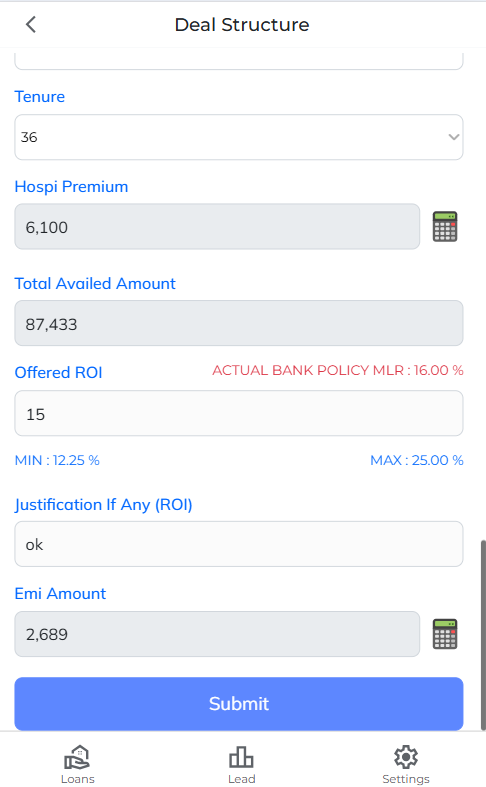 Deal Structure
Tenure
36
Hospi Premium
6,100
Total Availed Amount
87,433
Offered ROI ACTUAL BANK POLICY MLR : 16.00 %
15
MIN : 12.25 % MAX : 25.00 %
Justification If Any (ROI)
ok
Emi Amount
2,689
Submit
Loans Lead Settings